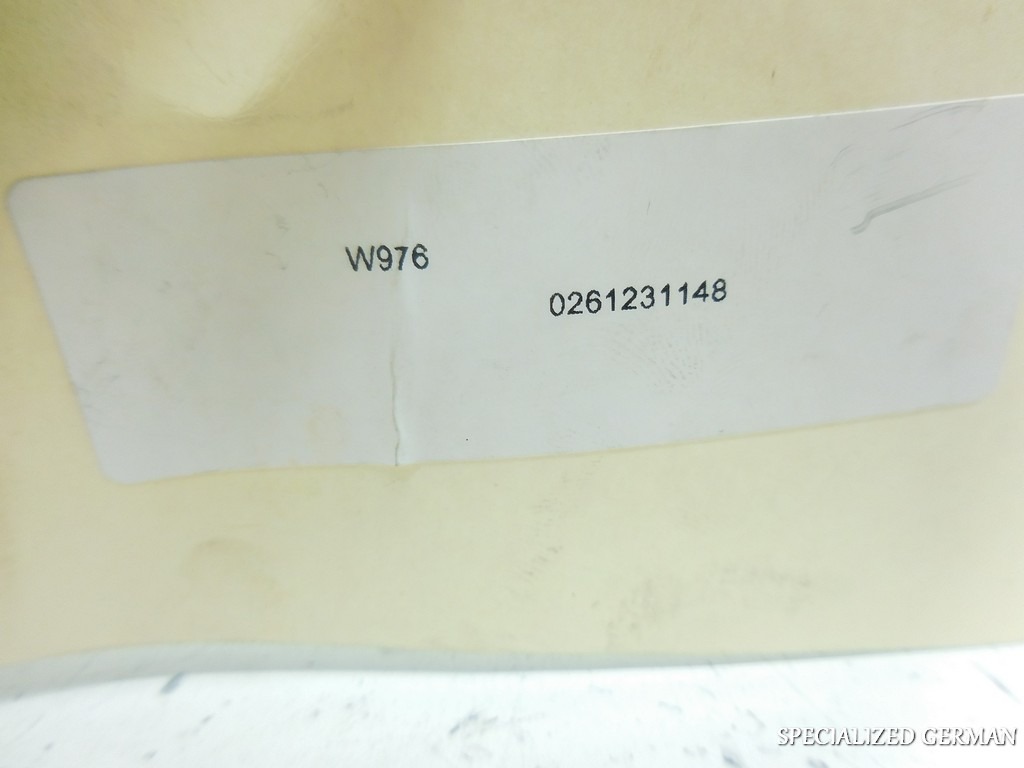 W976
0261231148
SPECIALIZED GERMAN